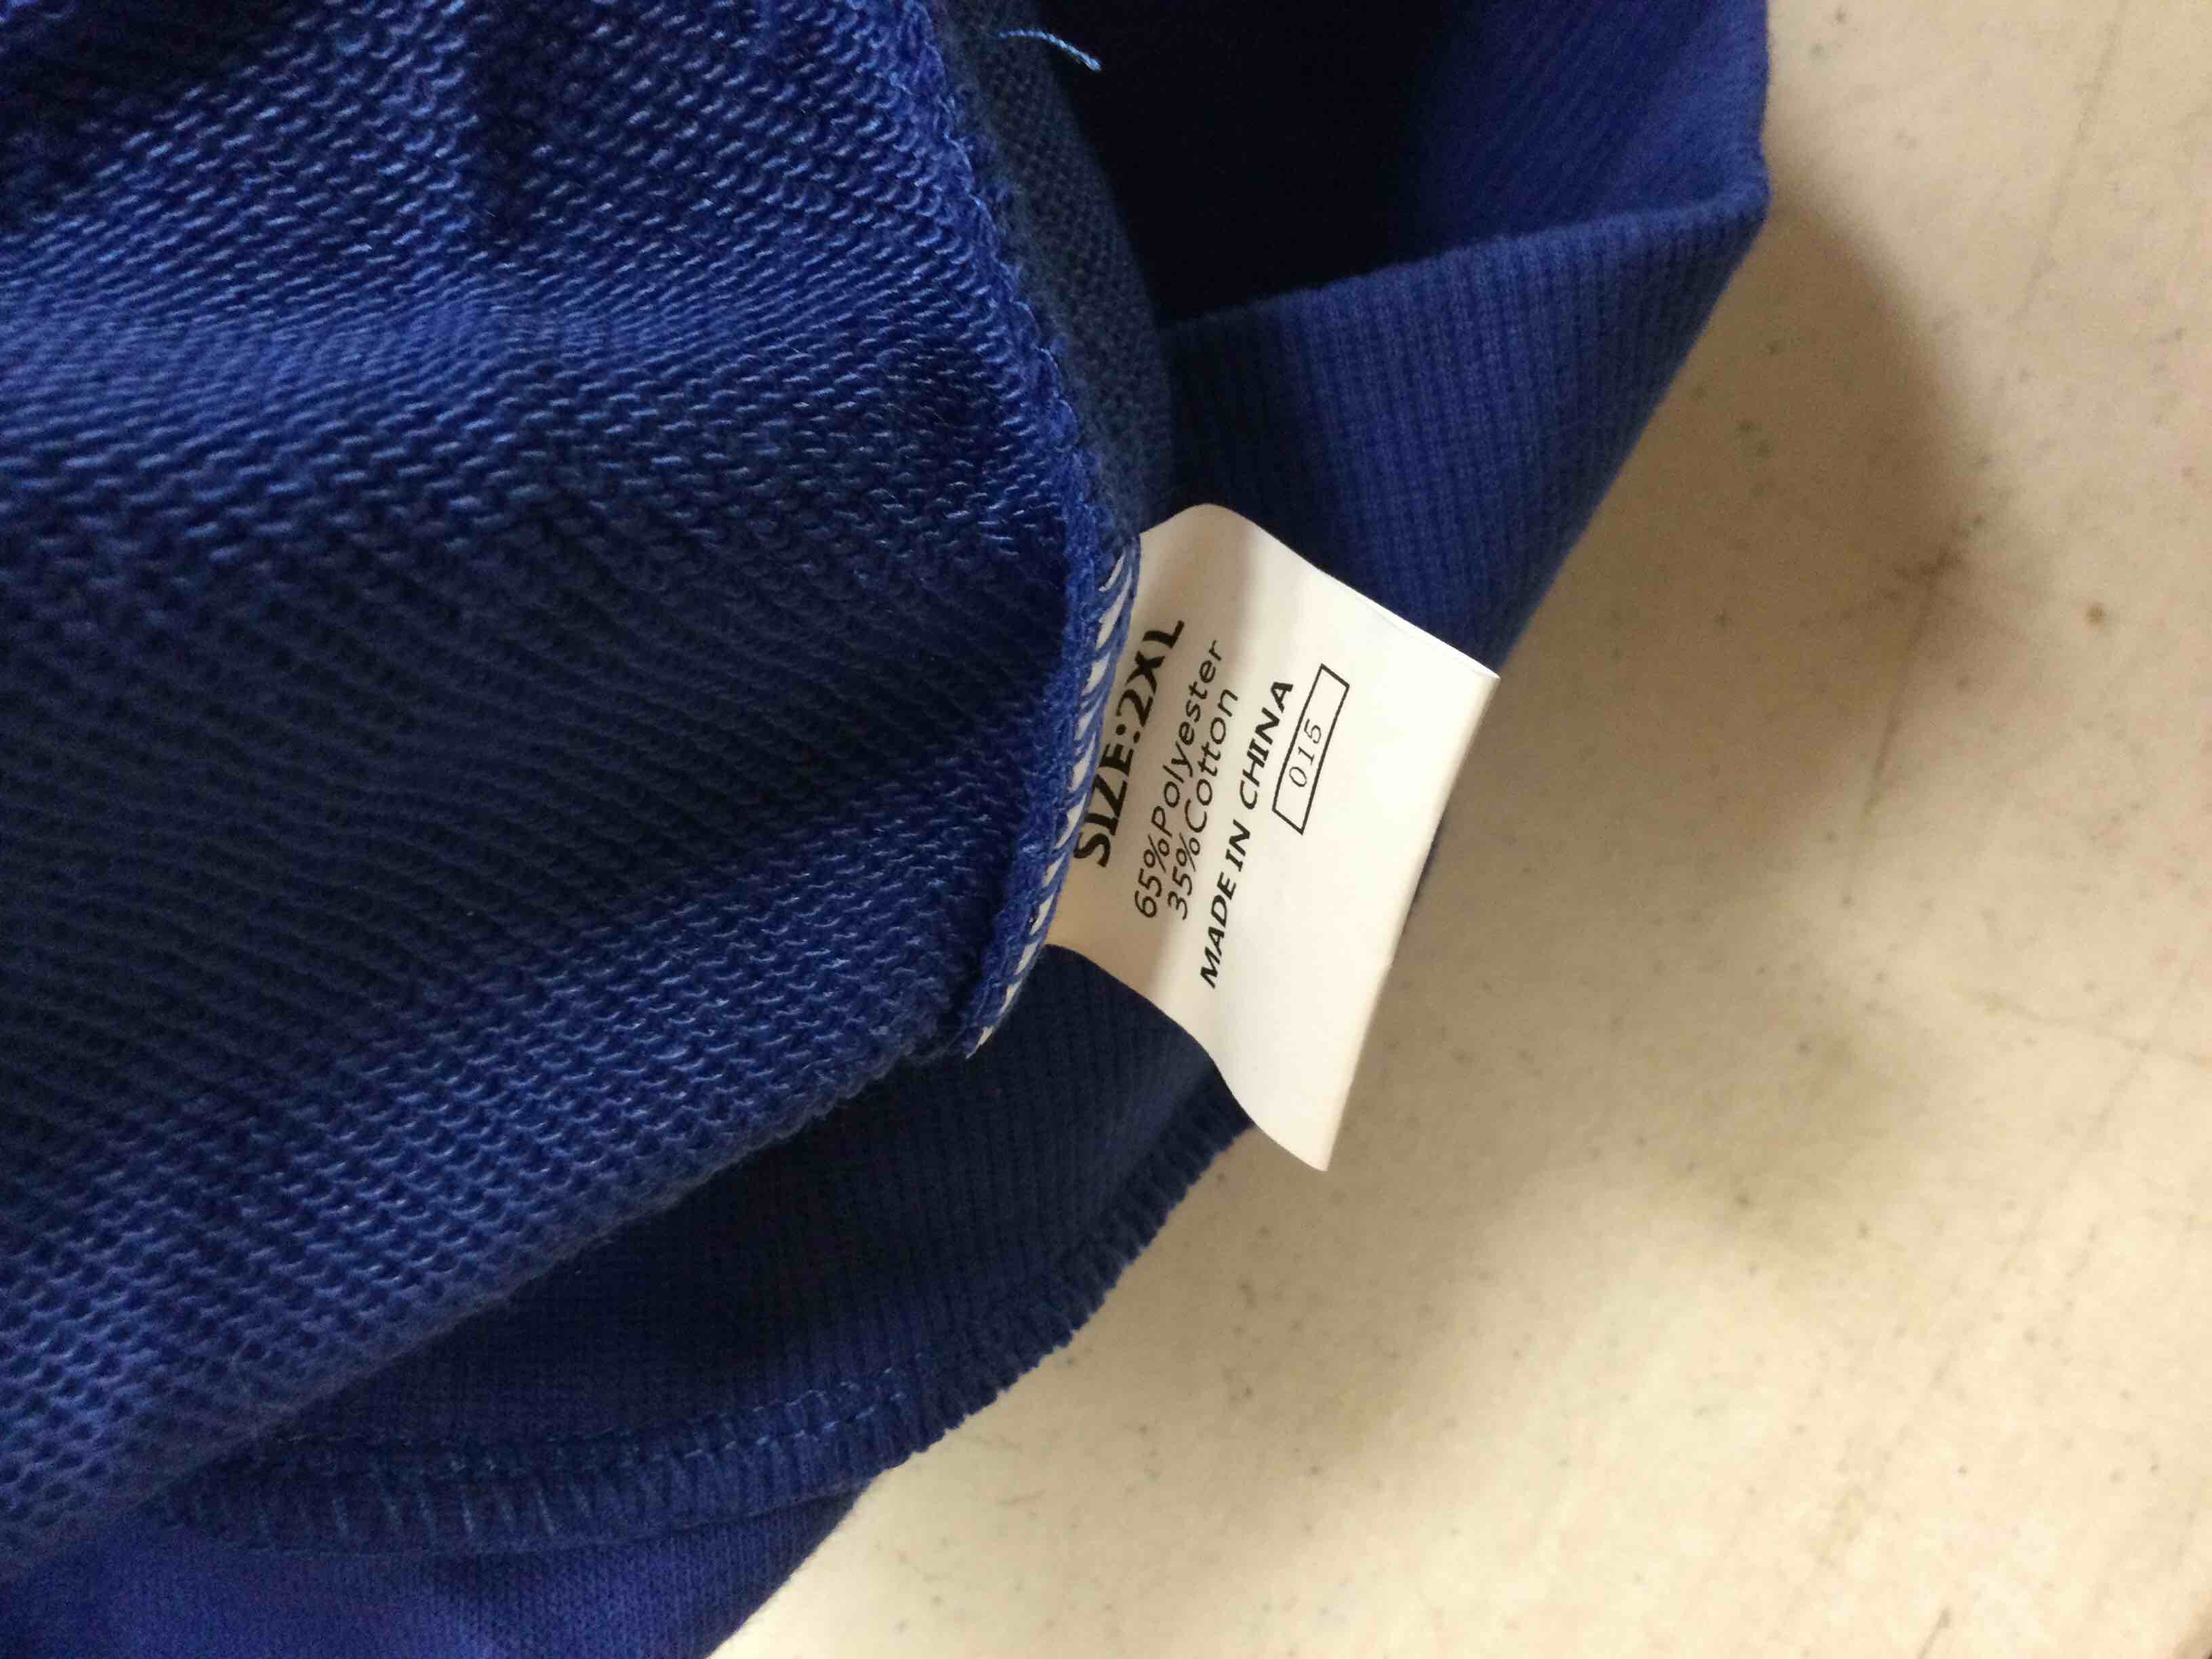 SIZE:2XL
65%Polyester
35%Cotton
MADE IN CHINA
015